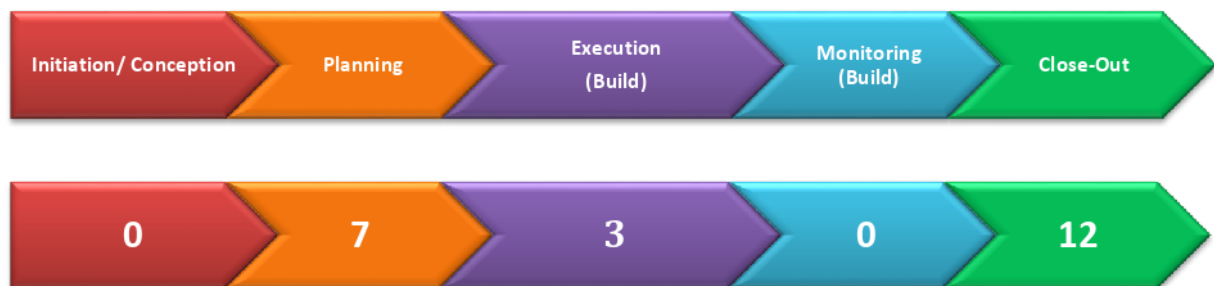 Initiation/ Conception
Planning
Execution
(Build)
Monitoring
(Build)
Close-Out
0
7
3
0
12